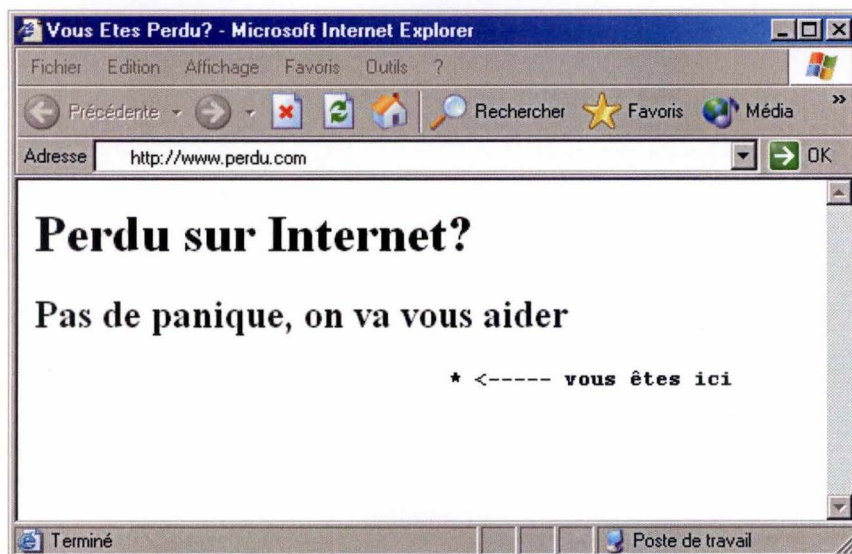 Vous Etes Perdu? - Microsoft Internet Explorer
Fichier Edition Affichage Favoris Outils ?
Précédente Rechercher Favoris Média »
Adresse http://www.perdu.com OK
Perdu sur Internet?
Pas de panique, on va vous aider
* <----- vous êtes ici
Terminé Poste de travail